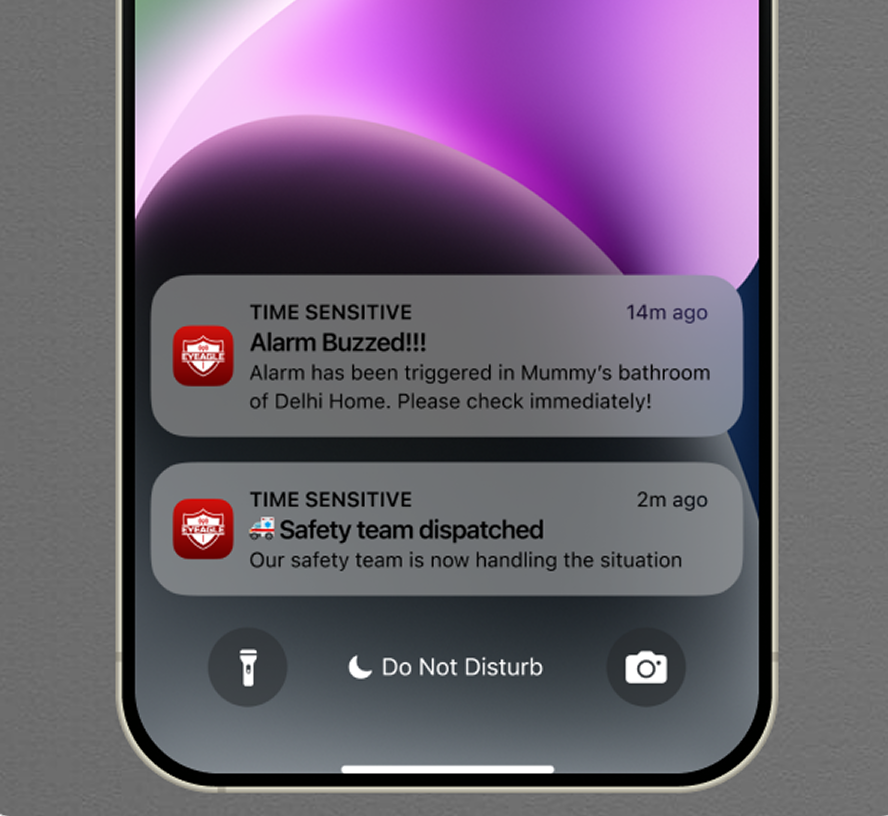 TIME SENSITIVE 14m ago
Alarm Buzzed!!!
EYEAGLE
Alarm has been triggered in Mummy's bathroom
of Delhi Home. Please check immediately!
TIME SENSITIVE 2m ago
🚑 Safety team dispatched
EYEAGLE
Our safety team is now handling the situation
Do Not Disturb